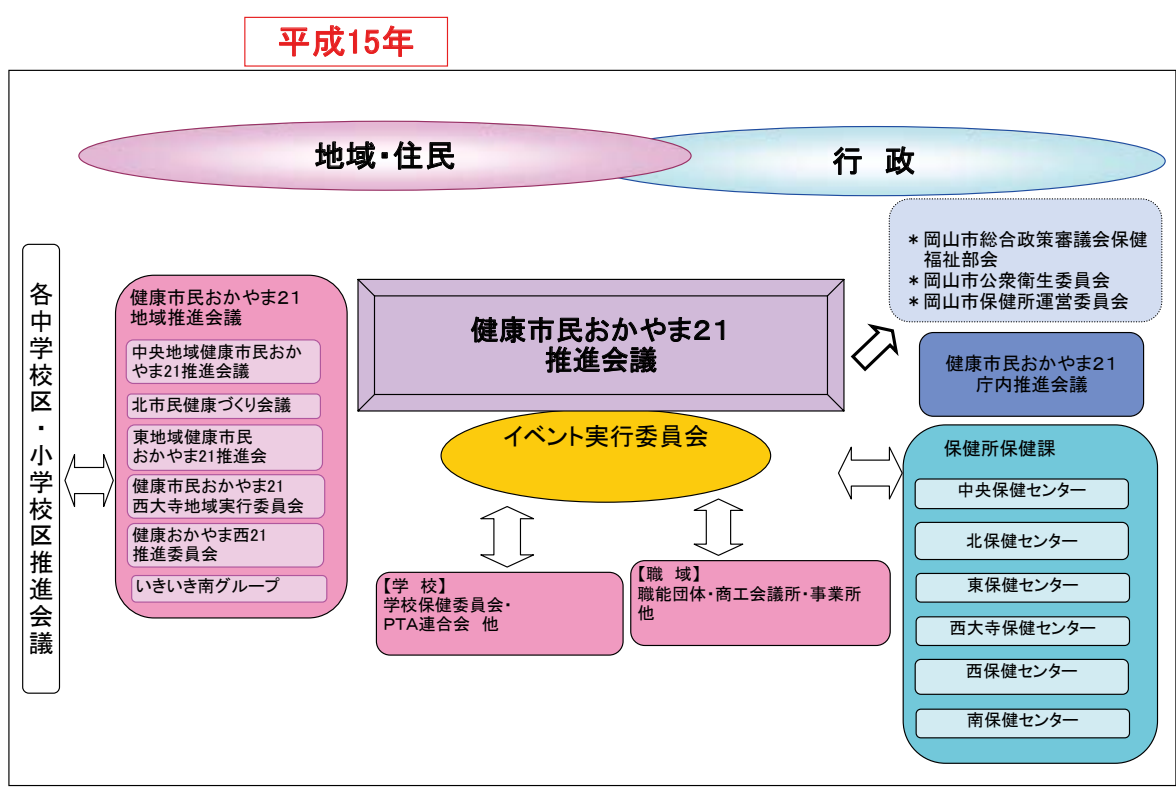 平成15年
地域・住民
行 政
各中学校区・小学校区推進会議
健康市民おかやま21
地域推進会議
中央地域健康市民おか
やま21推進会議
北市民健康づくり会議
東地域健康市民
おかやま21推進会
健康市民おかやま21
西大寺地域実行委員会
健康おかやま西21
推進委員会
いきいき南グループ
健康市民おかやま21
推進会議
イベント実行委員会
【学 校】
学校保健委員会・
PTA連合会 他
【職 域】
職能団体・商工会議所・事業所
他
＊岡山市総合政策審議会保健
福祉部会
＊岡山市公衆衛生委員会
＊岡山市保健所運営委員会
健康市民おかやま21
庁内推進会議
保健所保健課
中央保健センター
北保健センター
東保健センター
西大寺保健センター
西保健センター
南保健センター